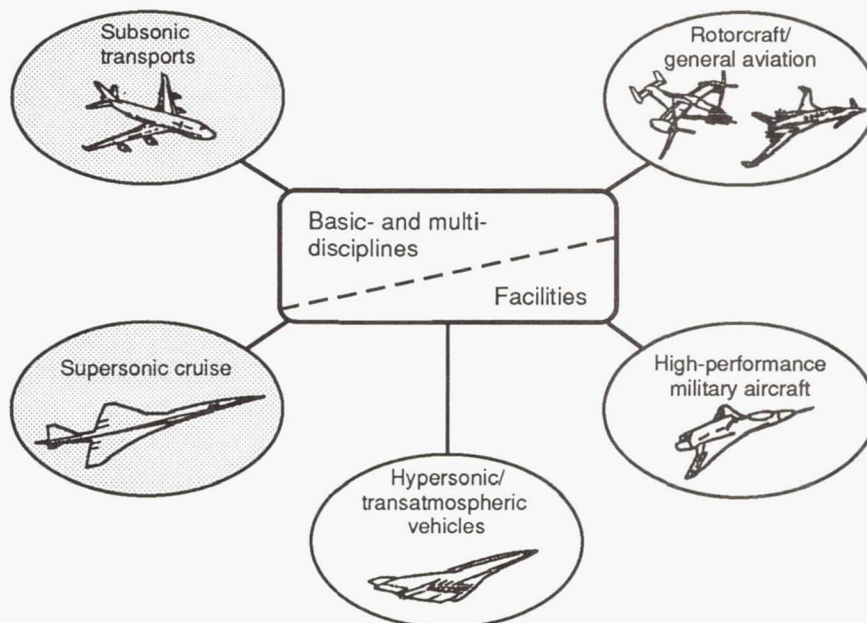 Subsonic
transports
Rotorcraft/
general aviation
Basic- and multi-
disciplines
Facilities
Supersonic cruise
High-performance
military aircraft
Hypersonic/
transatmospheric
vehicles